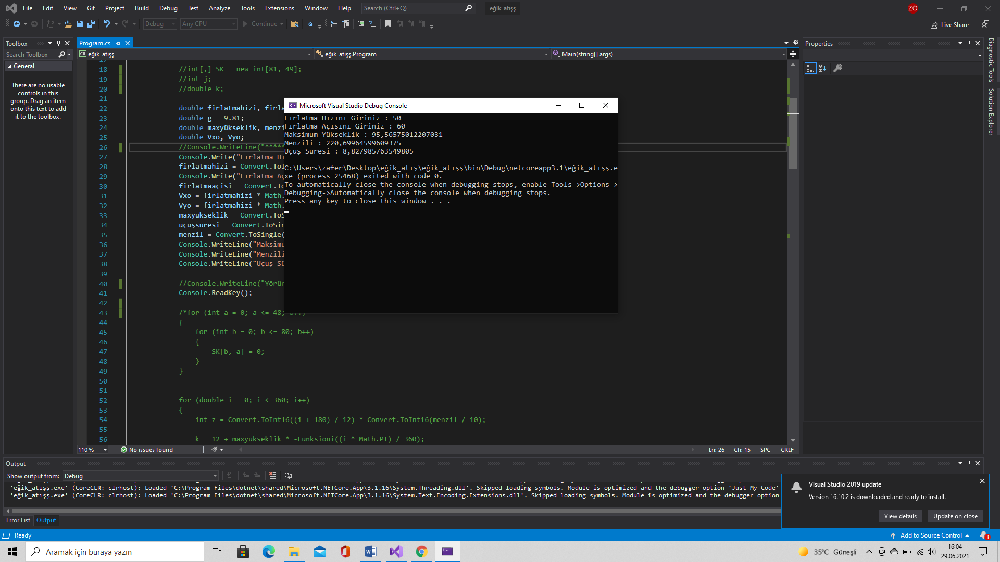 File Edit View Git Project Build Debug Test Analyze Tools Extensions Window Help Search (Ctrl+Q) eğik_atışş ZÖ
Debug Any CPU Continue Live Share
Toolbox
Search Toolbox
General
There are no usable
controls in this
group. Drag an item
onto this text to add
it to the toolbox.
Program.cs
eğik_atışş eğik_atışş.Program Main(string[] args)
17
18 //int[,] SK = new int[81, 49];
19 //int j;
20 //double k;
21
22 double firlatmahizi, firla
23 double g = 9.81;
24 double maxyükseklik, menzi
25 double Vxo, Vyo;
26 //Console.WriteLine("*****
27 Console.Write("Fırlatma Hı
28 firlatmahizi = Convert.ToI
29 Console.Write("Fırlatma Aç
30 firlatmaaçisi = Convert.To
31 Vxo = firlatmahizi * Math.
32 Vyo = firlatmahizi * Math.
33 maxyükseklik = Convert.ToS
34 uçuşsüresi = Convert.ToSin
35 menzil = Convert.ToSingle(
36 Console.WriteLine("Maksimu
37 Console.WriteLine("Menzili
38 Console.WriteLine("Uçuş Sü
39
40 //Console.WriteLine("Yörün
41 Console.ReadKey();
42
43 /*for (int a = 0; a <= 48; a++)
44 {
45 for (int b = 0; b <= 80; b++)
46 {
47 SK[b, a] = 0;
48 }
49 }
50
51
52 for (double i = 0; i < 360; i++)
53 {
54 int z = Convert.ToInt16((i + 180) / 12) * Convert.ToInt16(menzil / 10);
55
56 k = 12 + maxyükseklik * -Funksioni((i * Math.PI) / 360);
Microsoft Visual Studio Debug Console
Fırlatma Hızını Giriniz : 50
Fırlatma Açısını Giriniz : 60
Maksimum Yükseklik : 95,56575012207031
Menzili : 220,69964599609375
Uçuş Süresi : 8,827985763549805
C:\Users\zafer\Desktop\eğik_atış\eğik_atışş\bin\Debug\netcoreapp3.1\eğik_atışş.e
xe (process 25468) exited with code 0.
To automatically close the console when debugging stops, enable Tools->Options->
Debugging->Automatically close the console when debugging stops.
Press any key to close this window . . .
Properties
Diagnostic Tools
Solution Explorer
110 % No issues found Ln: 26 Ch: 15 SPC CRLF
Output
Show output from: Debug
'eğik_atışş.exe' (CoreCLR: clrhost): Loaded 'C:\Program Files\dotnet\shared\Microsoft.NETCore.App\3.1.16\System.Threading.dll'. Skipped loading symbols. Module is optimized and the debugger option 'Just My Code'
'eğik_atışş.exe' (CoreCLR: clrhost): Loaded 'C:\Program Files\dotnet\shared\Microsoft.NETCore.App\3.1.16\System.Text.Encoding.Extensions.dll'. Skipped loading symbols. Module is optimized and the debugger option
Error List Output
Visual Studio 2019 update
Version 16.10.2 is downloaded and ready to install.
View details Update on close
Ready Add to Source Control 3
Aramak için buraya yazın 35°C Güneşli 16:04
29.06.2021